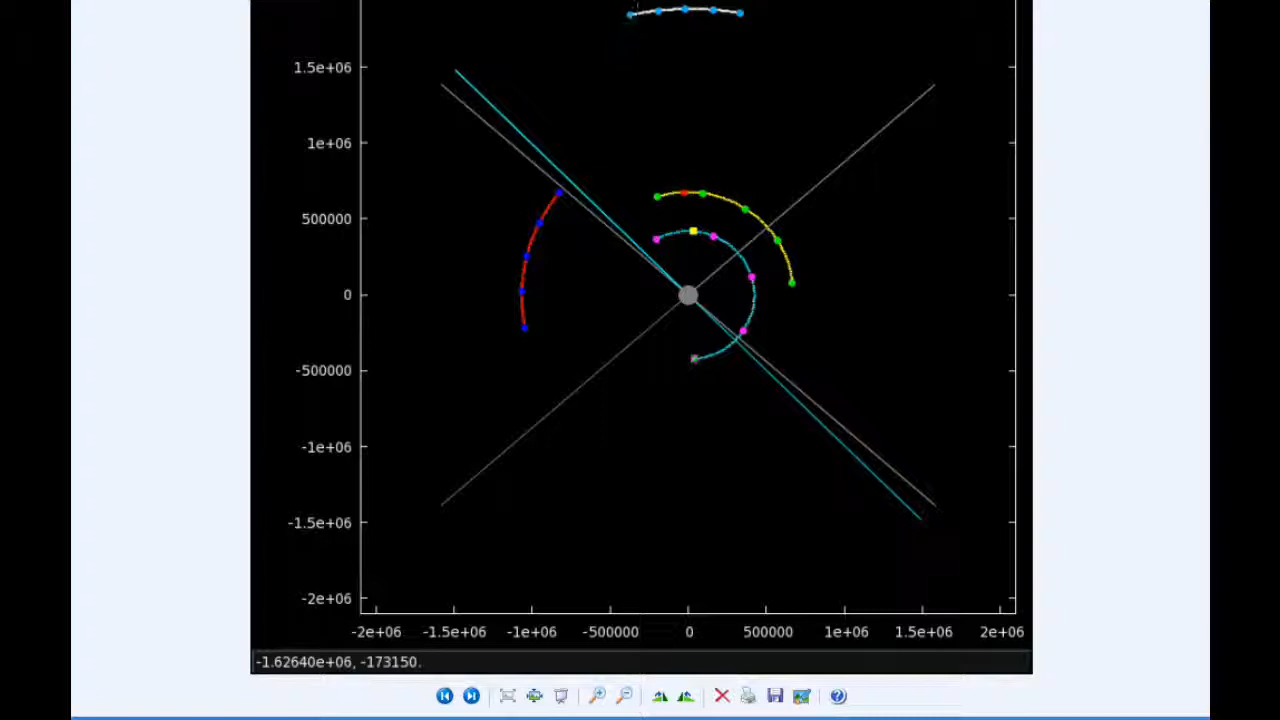 1.5e+06
1e+06
500000
0
-500000
-1e+06
-1.5e+06
-2e+06
-2e+06 -1.5e+06 -1e+06 -500000 0 500000 1e+06 1.5e+06 2e+06
-1.62640e+06, -173150.